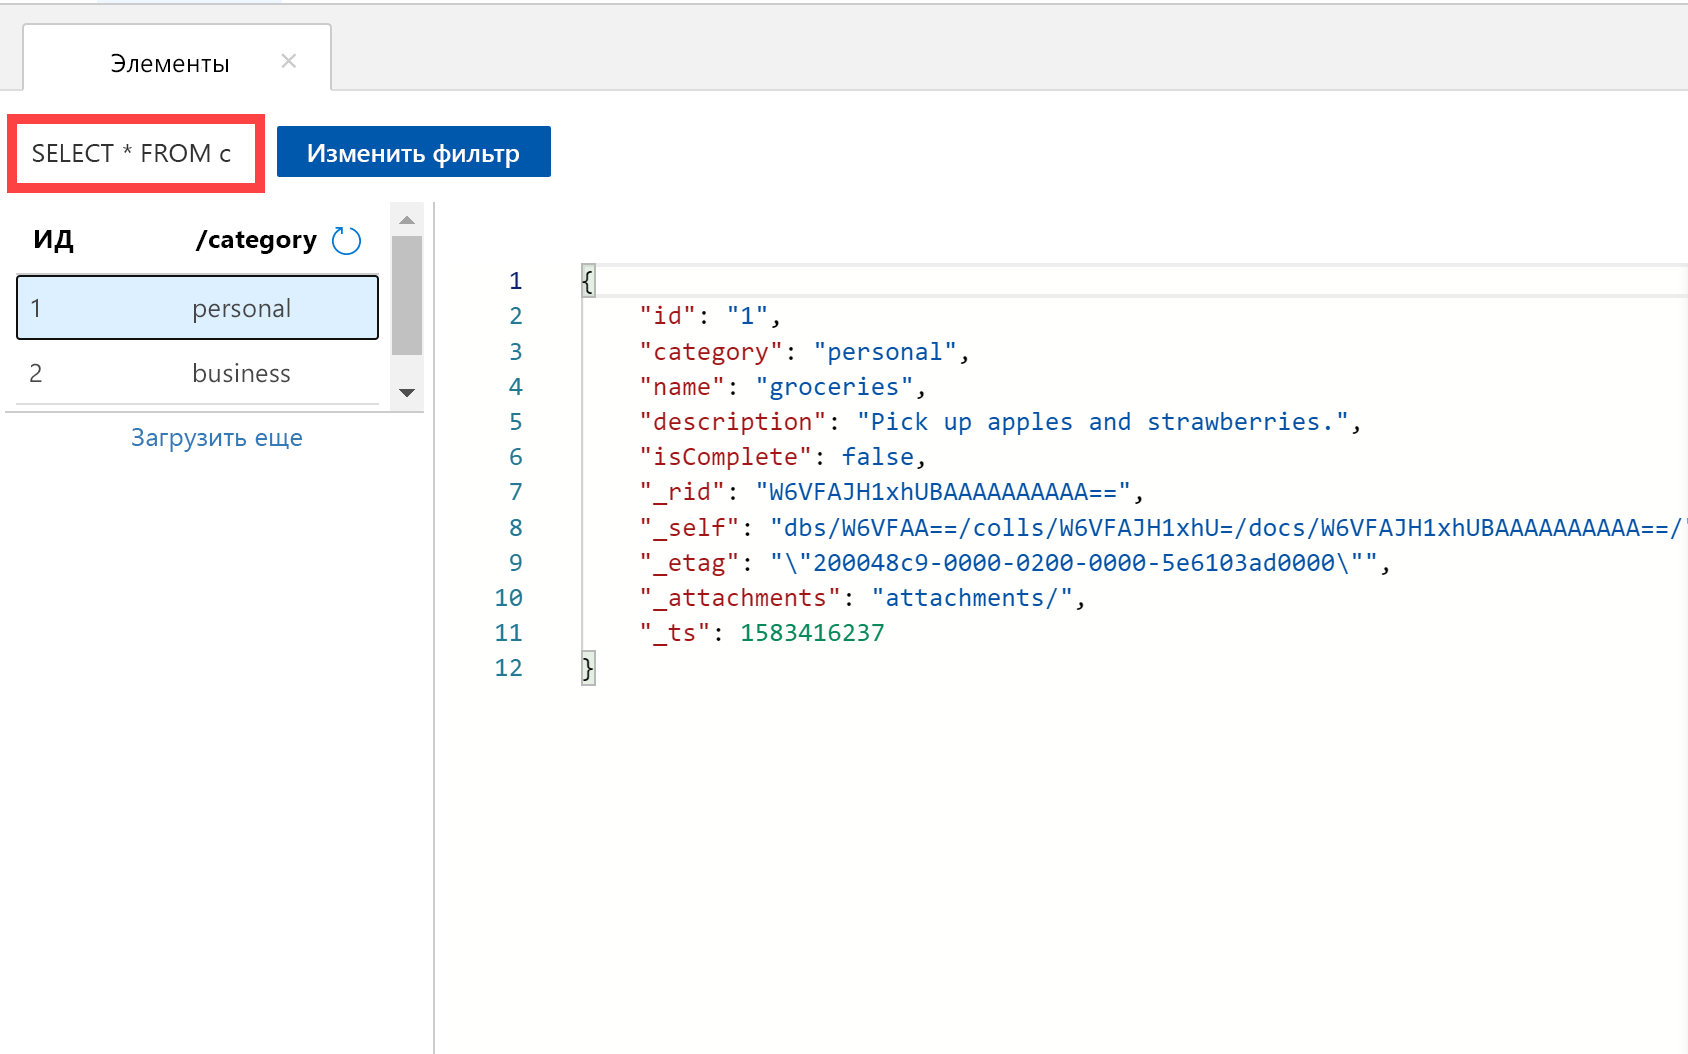 Элементы
SELECT * FROM c
Изменить фильтр
ИД /category
1 personal
2 business
Загрузить еще
1 {
2 "id": "1",
3 "category": "personal",
4 "name": "groceries",
5 "description": "Pick up apples and strawberries.",
6 "isComplete": false,
7 "_rid": "W6VFAJH1xhUBAAAAAAAAAA==",
8 "_self": "dbs/W6VFAA==/colls/W6VFAJH1xhU=/docs/W6VFAJH1xhUBAAAAAAAAAA==/"
9 "_etag": "\"200048c9-0000-0200-0000-5e6103ad0000\"",
10 "_attachments": "attachments/",
11 "_ts": 1583416237
12 }